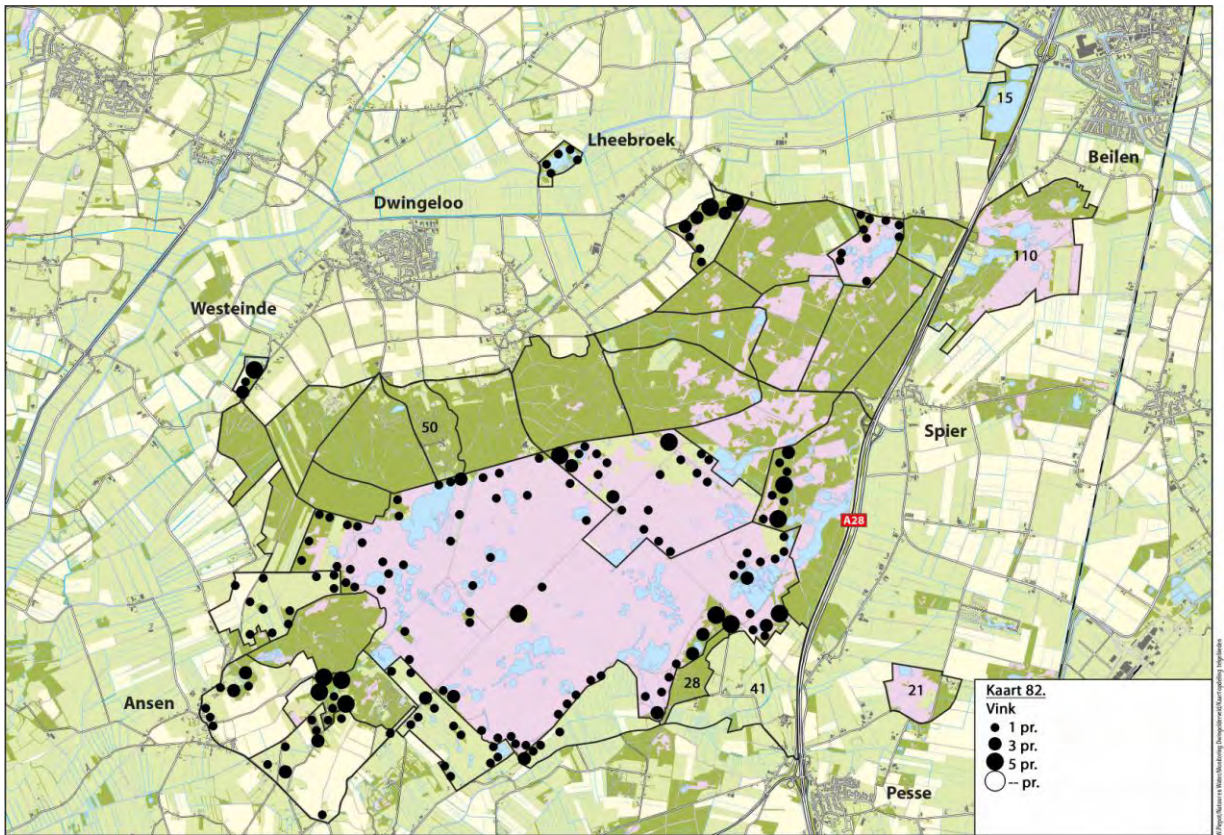 15
Beilen
Lheebroek
Dwingeloo
110
Westeinde
50
Spier
A28
28
41
21
Ansen
Pesse
Kaart 82.
Vink
1 pr.
3 pr.
5 pr.
-- pr.